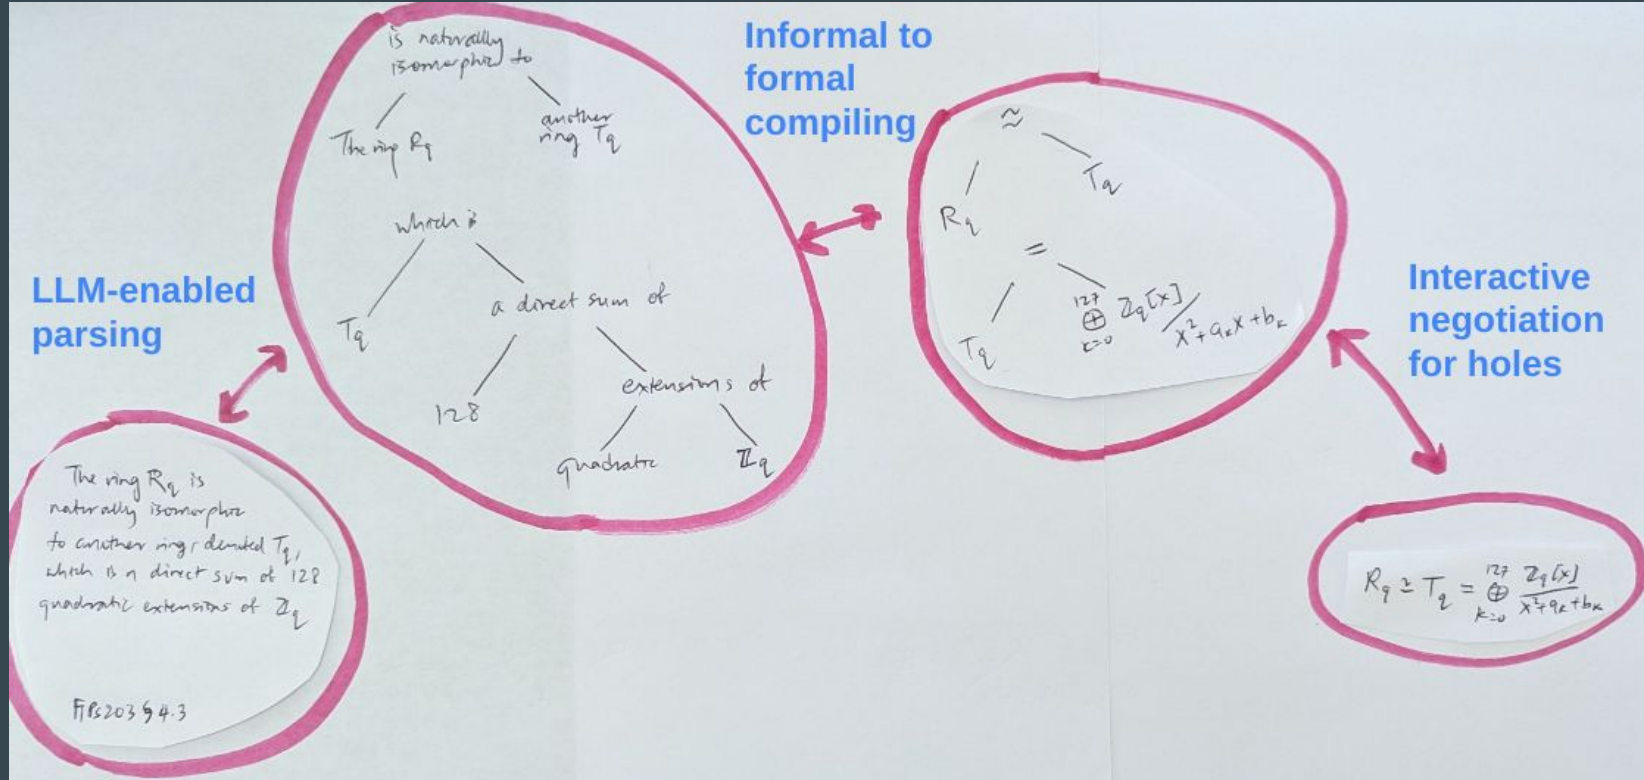 is naturally
isomorphic to
The ring Rq
another
ring Tq
which is
Tq
a direct sum of
128
extensions of
quadratic
ℤq
Informal to
formal
compiling
≈
Rq
Tq
=
Tq
127
⊕ ℤq[x]/x²+aₖx+bₖ
k=0
LLM-enabled
parsing
The ring Rq is
naturally isomorphic
to another ring, denoted Tq,
which is a direct sum of 128
quadratic extensions of ℤq
FIPS203§4.3
Interactive
negotiation
for holes
127 ℤq[x]
Rq ≃ Tq = ⊕
k=0 x²+aₖ+bₖ